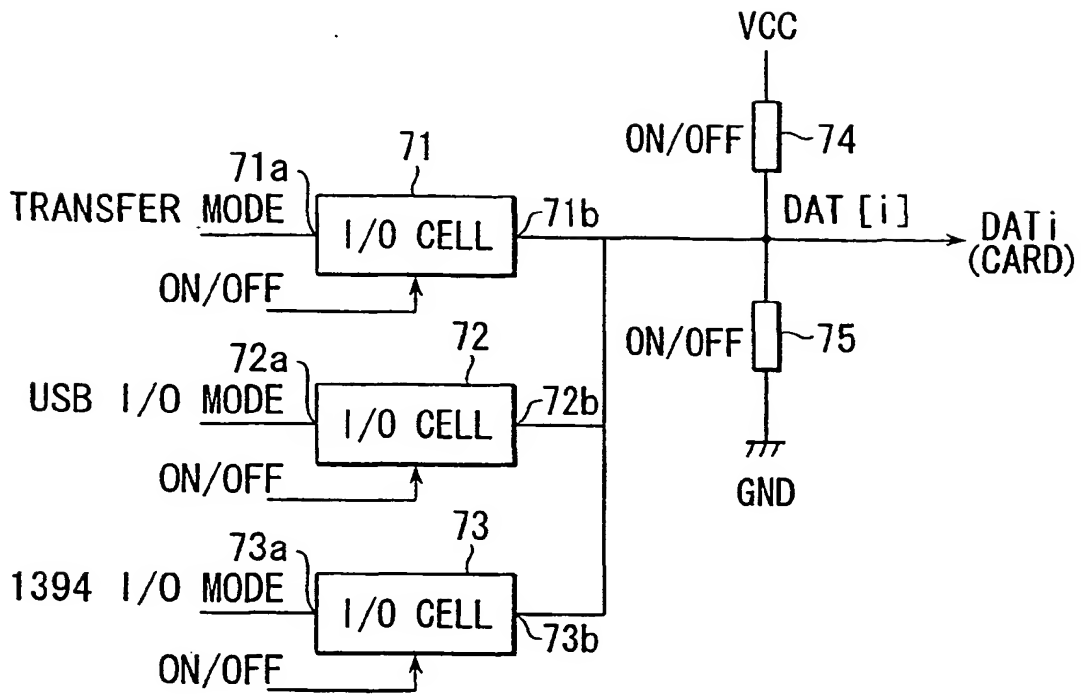 VCC
ON/OFF 74
71
71a
TRANSFER MODE
I/O CELL
71b
DAT [i]
DATi
(CARD)
ON/OFF
ON/OFF 75
72
72a
USB I/O MODE
I/O CELL
72b
ON/OFF
GND
73
73a
1394 I/O MODE
I/O CELL
73b
ON/OFF